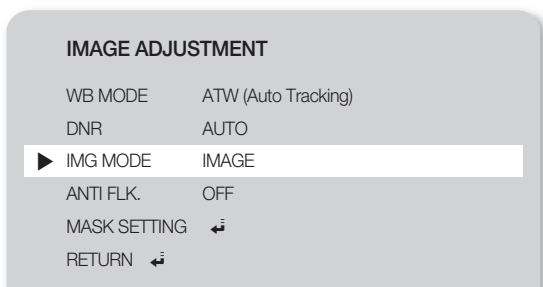 IMAGE ADJUSTMENT
WB MODE ATW (Auto Tracking)
DNR AUTO
IMG MODE IMAGE
ANTI FLK. OFF
MASK SETTING
RETURN